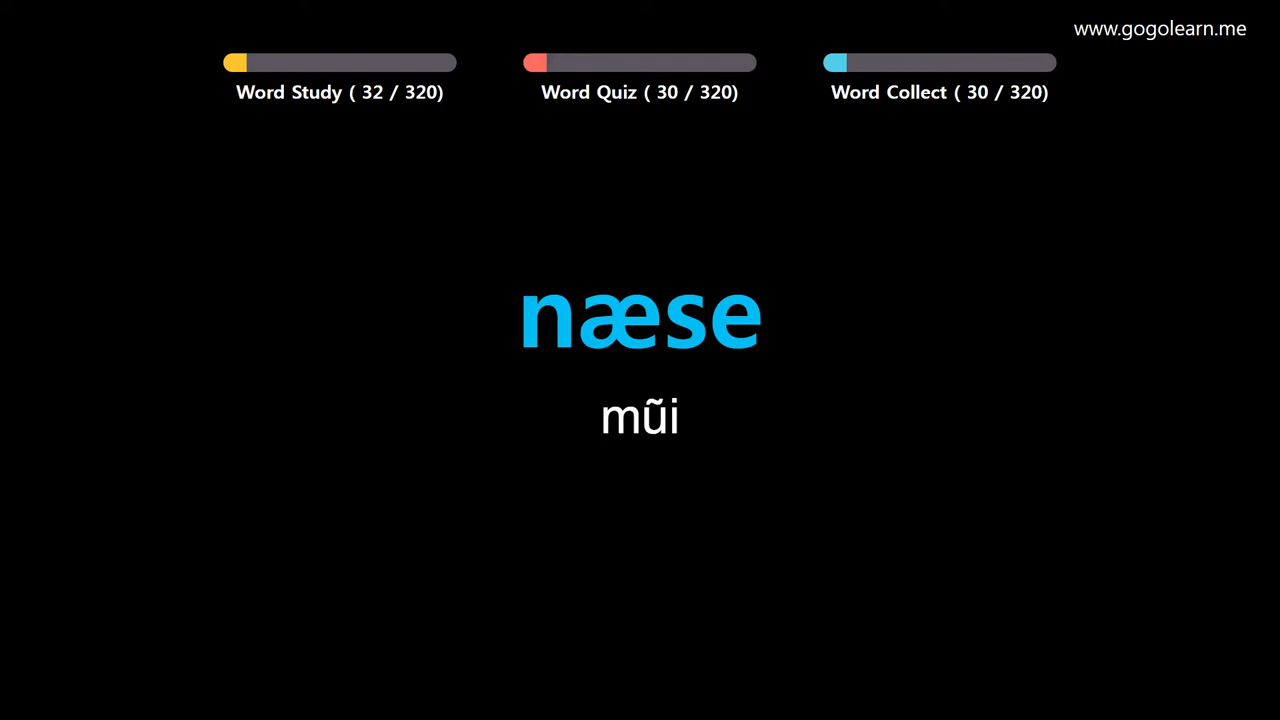 www.gogolearn.me
Word Study ( 32 / 320)
Word Quiz ( 30 / 320)
Word Collect ( 30 / 320)
næse
mũi